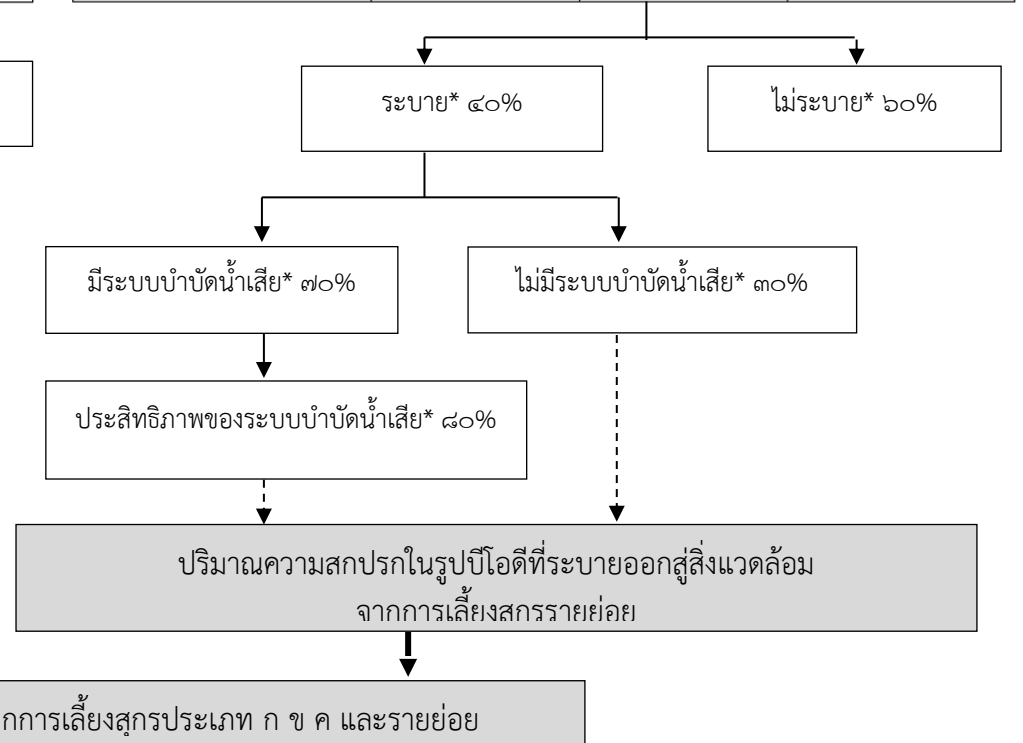 ระบาย* ๔๐%
ไม่ระบาย* ๖๐%
มีระบบบำบัดน้ำเสีย* ๗๐%
ไม่มีระบบบำบัดน้ำเสีย* ๓๐%
ประสิทธิภาพของระบบบำบัดน้ำเสีย* ๘๐%
ปริมาณความสกปรกในรูปบีโอดีที่ระบายออกสู่สิ่งแวดล้อม
จากการเลี้ยงสุกรรายย่อย
กการเลี้ยงสุกรประเภท ก ข ค และรายย่อย